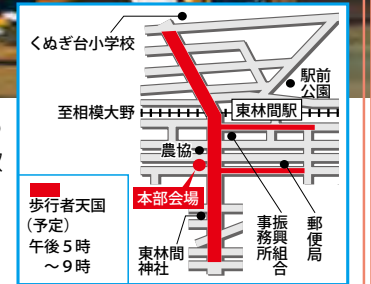 くぬぎ台小学校
駅前
公園
至相模大野
東林間駅
農協
本部会場
歩行者天国
(予定)
午後5時
～9時
東林間
神社
振興組合
事務所
郵便局